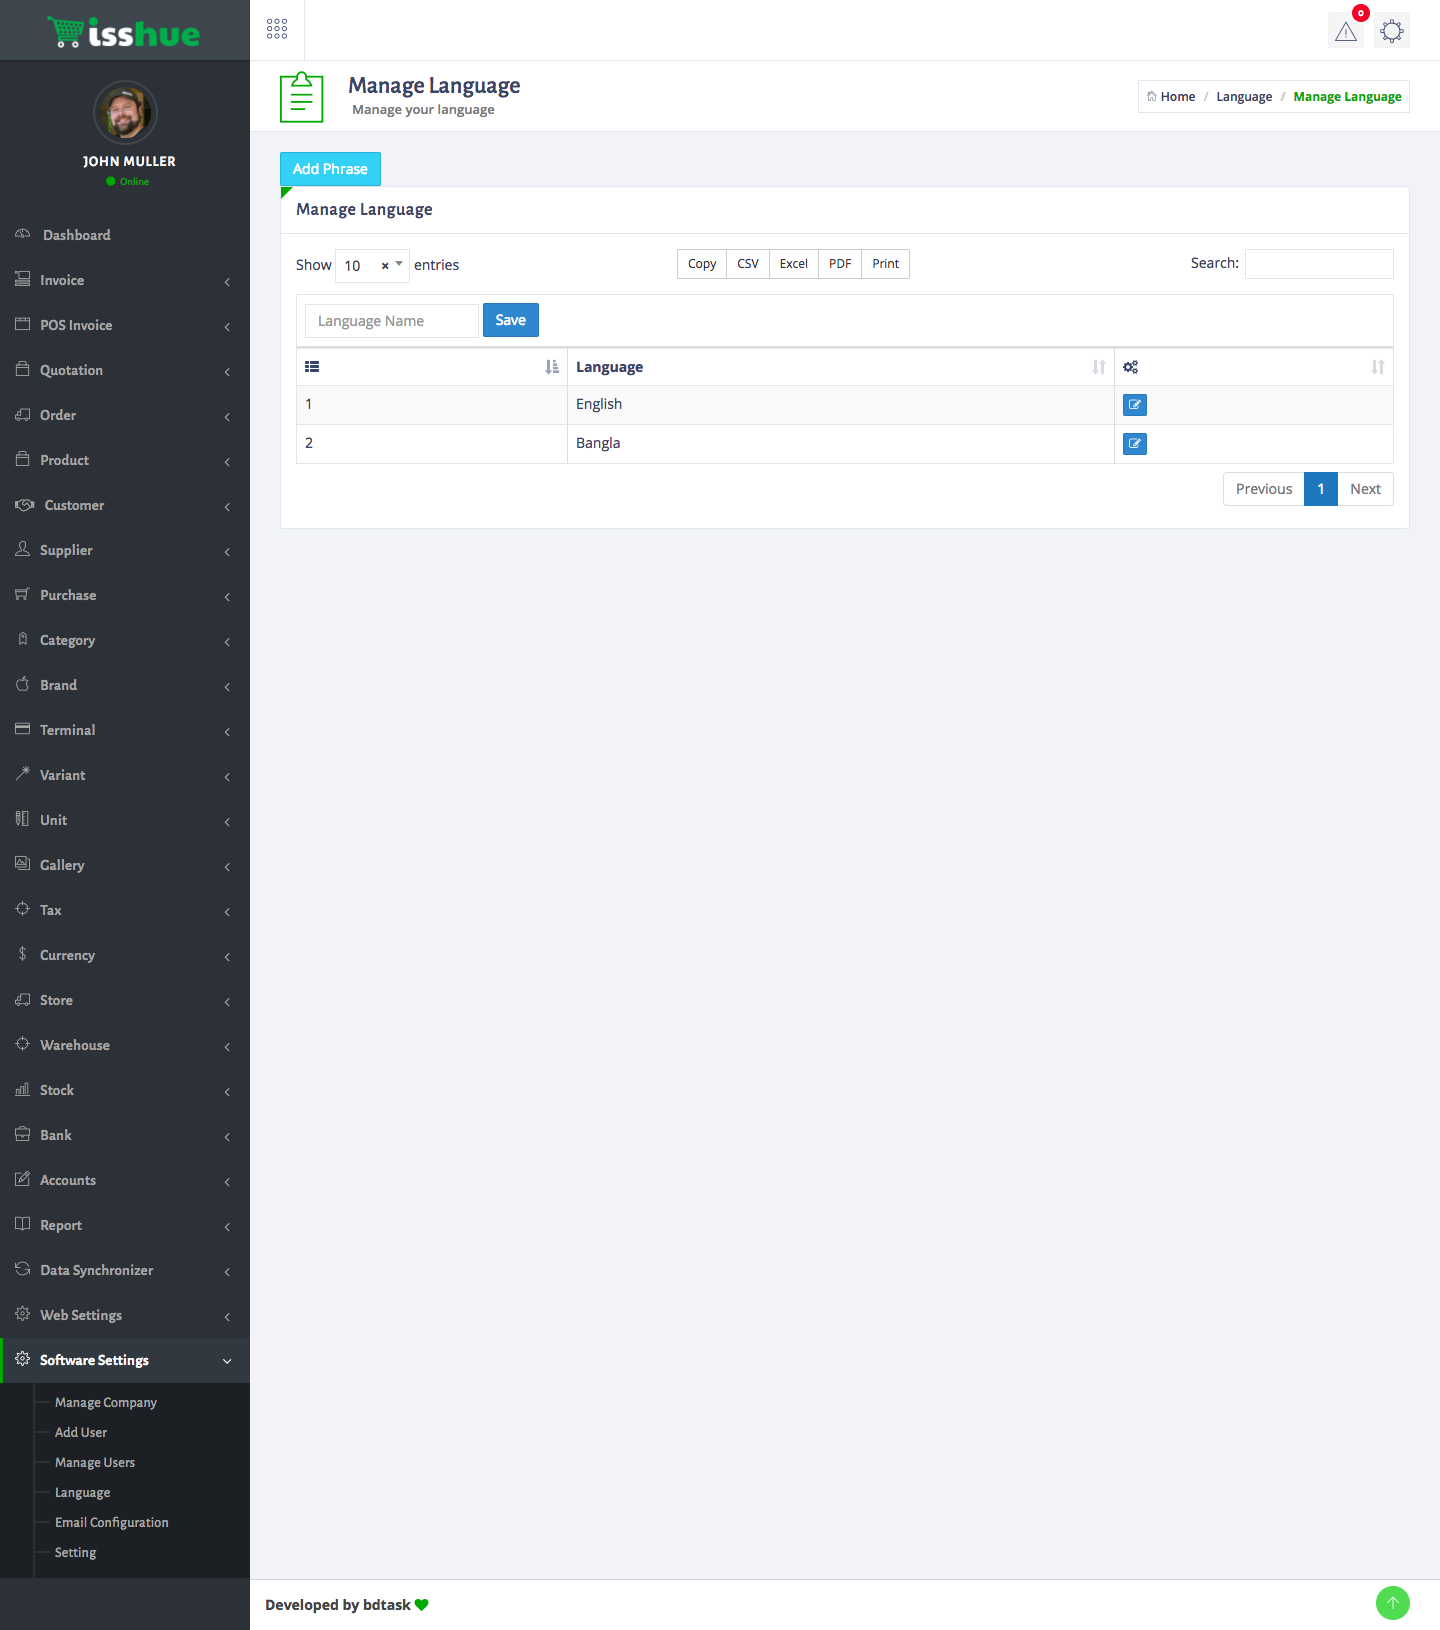 isshue
0
JOHN MULLER
Online
Dashboard
Invoice
POS Invoice
Quotation
Order
Product
Customer
Supplier
Purchase
Category
Brand
Terminal
Variant
Unit
Gallery
Tax
Currency
Store
Warehouse
Stock
Bank
Accounts
Report
Data Synchronizer
Web Settings
Software Settings
Manage Company
Add User
Manage Users
Language
Email Configuration
Setting
Manage Language
Manage your language
Home / Language / Manage Language
Add Phrase
Manage Language
Show 10 × entries
Copy CSV Excel PDF Print
Search:
Language Name Save
Language
1 English
2 Bangla
Previous 1 Next
Developed by bdtask